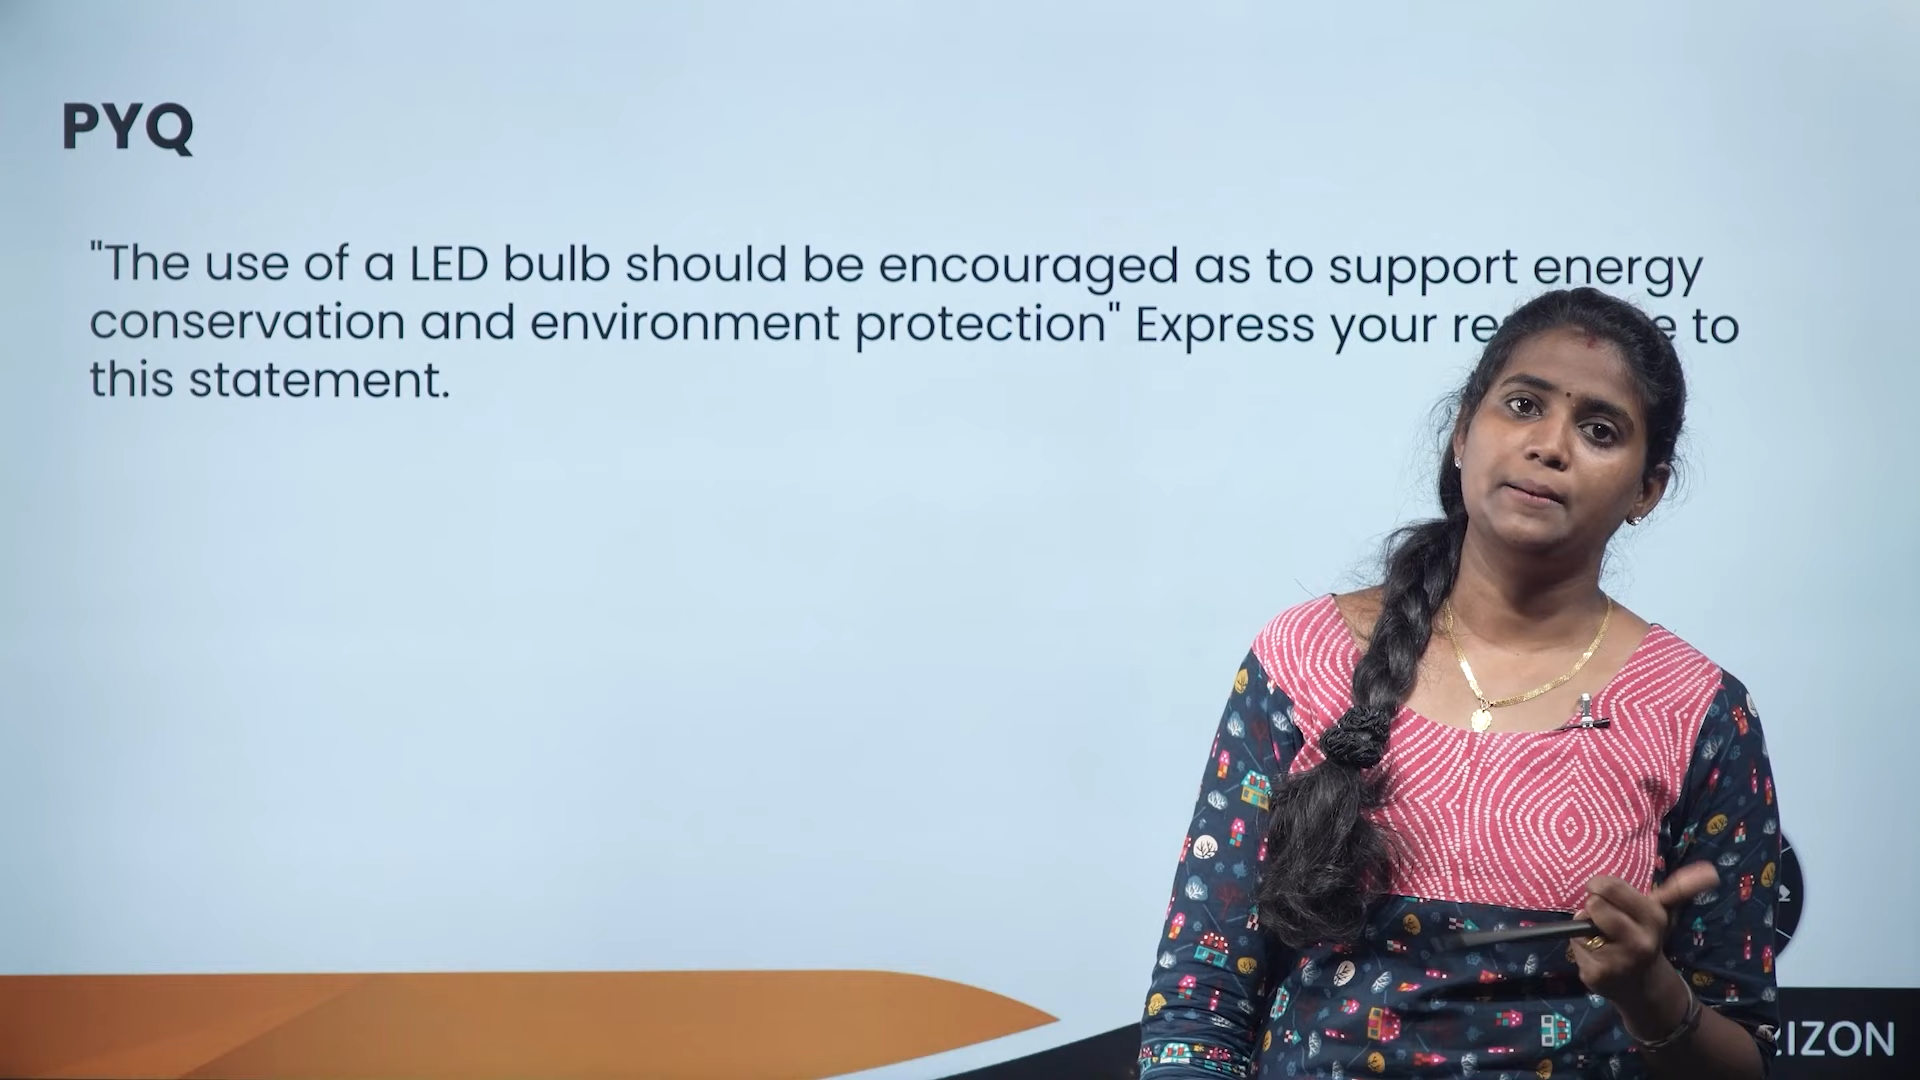 PYQ
"The use of a LED bulb should be encouraged as to support energy
conservation and environment protection" Express your to
this statement.